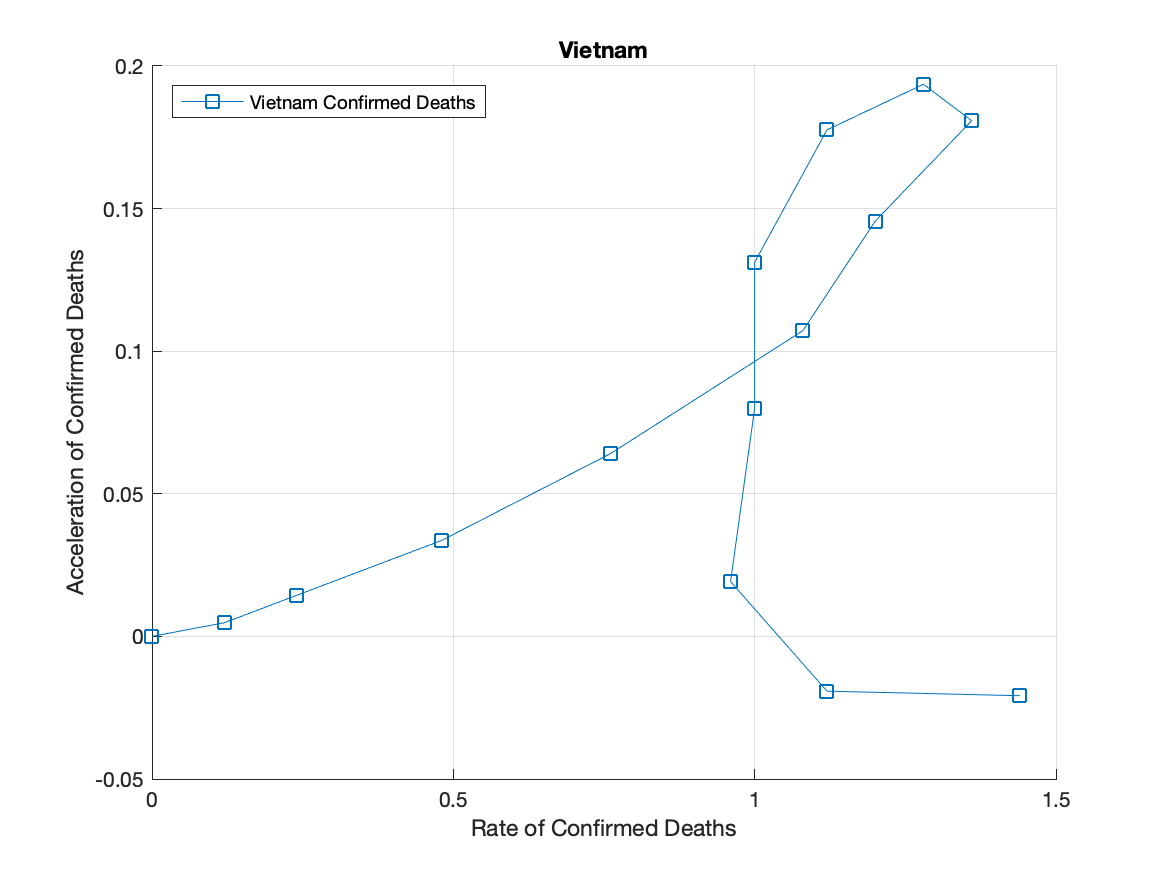 Vietnam
Vietnam Confirmed Deaths
0.2
0.15
0.1
0.05
0
-0.05
Acceleration of Confirmed Deaths
0
0.5
1
1.5
Rate of Confirmed Deaths